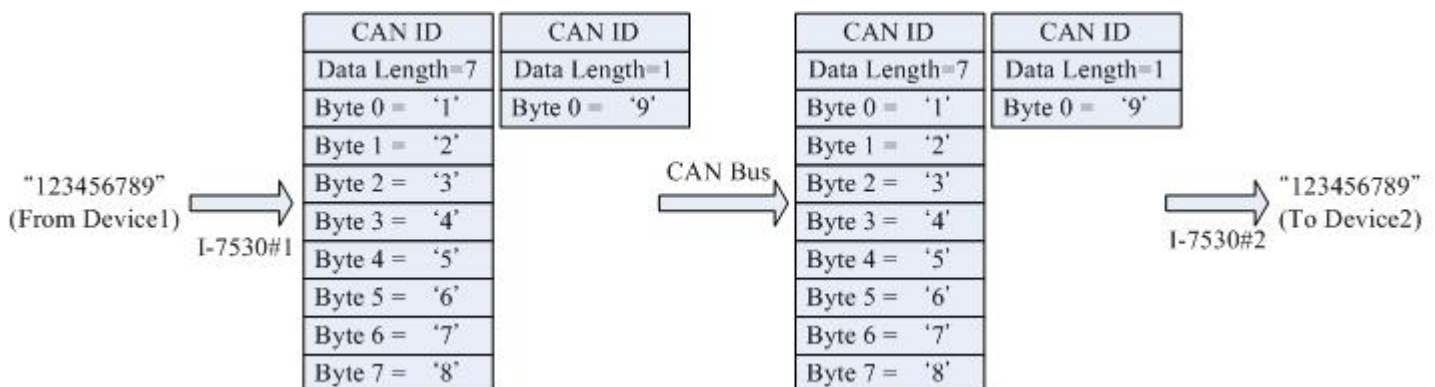 "123456789"
(From Device1)
I-7530#1
CAN ID
Data Length=7
Byte 0 = '1'
Byte 1 = '2'
Byte 2 = '3'
Byte 3 = '4'
Byte 4 = '5'
Byte 5 = '6'
Byte 6 = '7'
Byte 7 = '8'
CAN ID
Data Length=1
Byte 0 = '9'
CAN Bus
CAN ID
Data Length=7
Byte 0 = '1'
Byte 1 = '2'
Byte 2 = '3'
Byte 3 = '4'
Byte 4 = '5'
Byte 5 = '6'
Byte 6 = '7'
Byte 7 = '8'
CAN ID
Data Length=1
Byte 0 = '9'
I-7530#2
"123456789"
(To Device2)